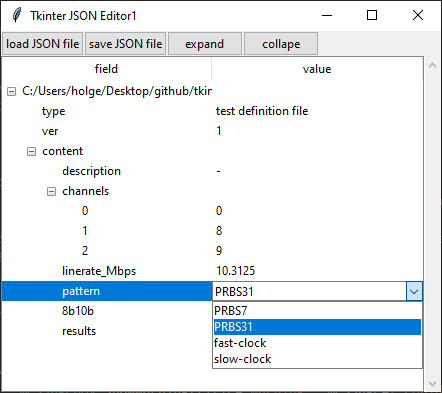 Tkinter JSON Editor1
load JSON file save JSON file expand collape
field value
C:/Users/holge/Desktop/github/tkin
type test definition file
ver 1
content
description -
channels
0 0
1 8
2 9
linerate_Mbps 10.3125
pattern PRBS31
8b10b PRBS7
PRBS31
results fast-clock
slow-clock